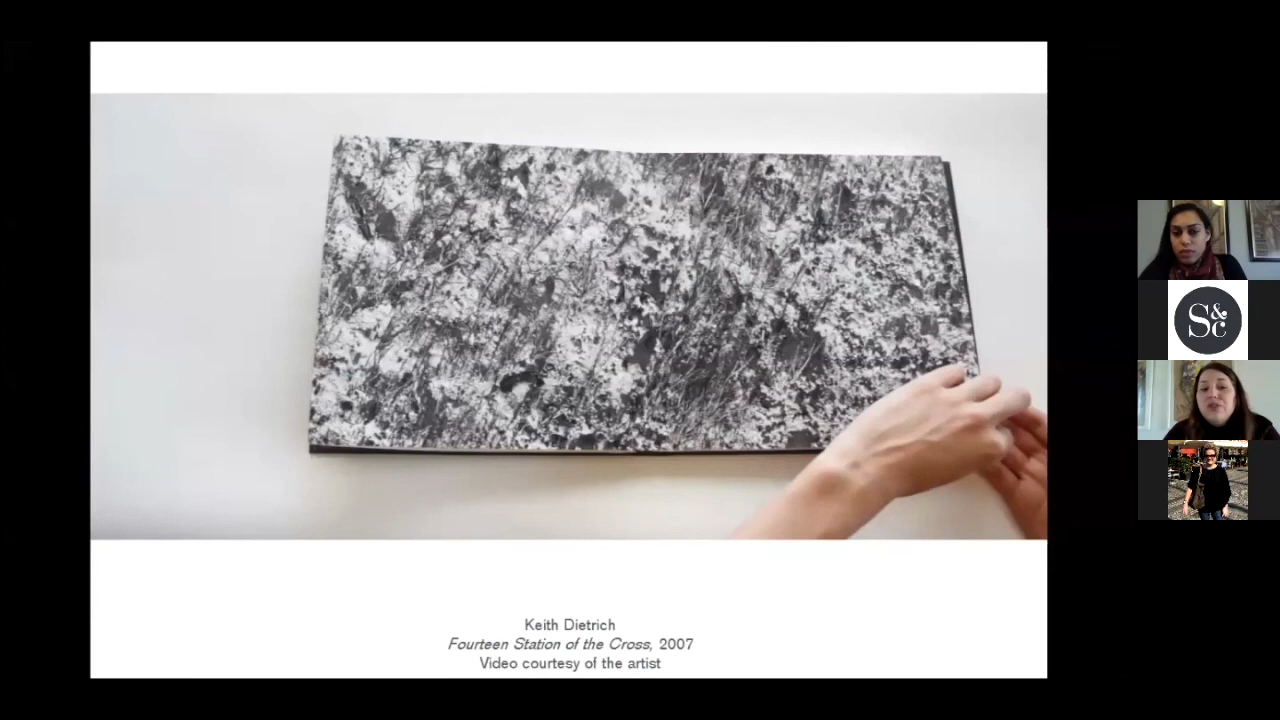 Keith Dietrich
Fourteen Station of the Cross, 2007
Video courtesy of the artist
S&c